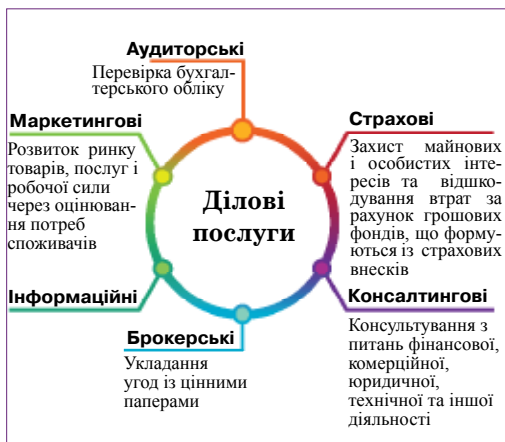 Аудиторські
Перевірка бухгал-
терського обліку
Маркетингові
Розвиток ринку
товарів, послуг і
робочої сили
через оцінюван-
ня потреб
споживачів
Страхові
Захист майнових
і особистих інте-
ресів та відшко-
дування втрат за
рахунок грошових
фондів, що форму-
ються із страхових
внесків
Ділові
послуги
Інформаційні
Консалтингові
Консультування з
питань фінансової,
комерційної,
юридичної,
технічної та іншої
діяльності
Брокерські
Укладання
угод із цінними
паперами